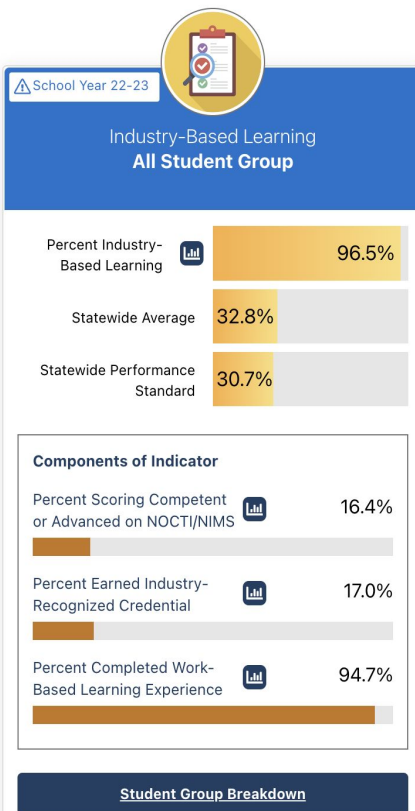 School Year 22-23
Industry-Based Learning
All Student Group
Percent Industry-
Based Learning
96.5%
Statewide Average
32.8%
Statewide Performance
Standard
30.7%
Components of Indicator
Percent Scoring Competent
or Advanced on NOCTI/NIMS
16.4%
Percent Earned Industry-
Recognized Credential
17.0%
Percent Completed Work-
Based Learning Experience
94.7%
Student Group Breakdown